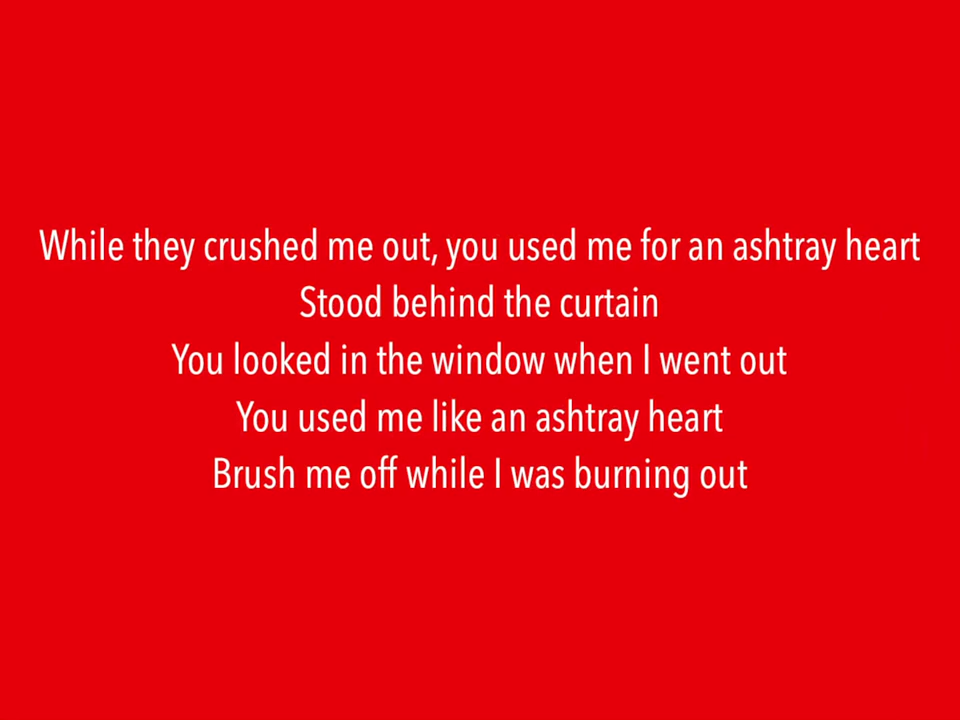 While they crushed me out, you used me for an ashtray heart
Stood behind the curtain
You looked in the window when I went out
You used me like an ashtray heart
Brush me off while I was burning out